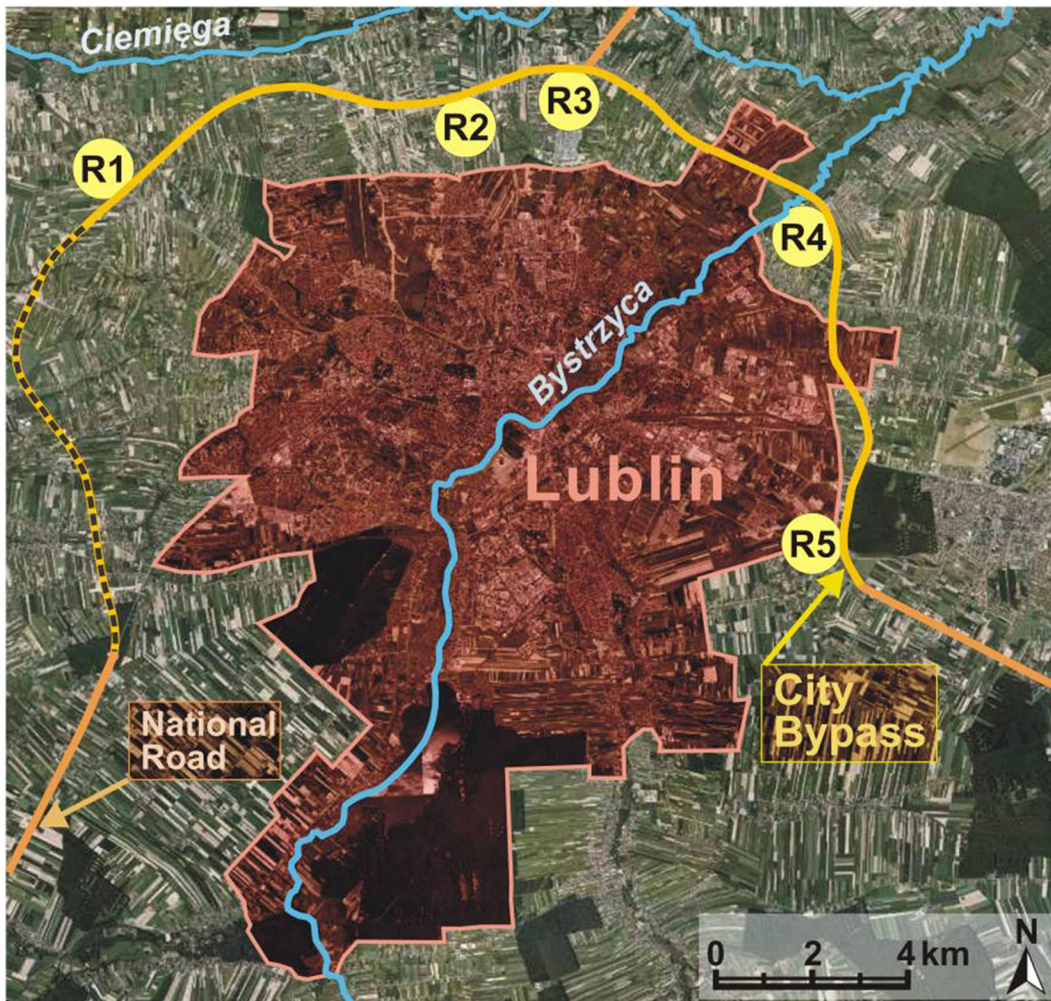 Ciemięga
R1
R2
R3
R4
Bystrzyca
Lublin
R5
City
Bypass
National
Road
0 2 4 km
N